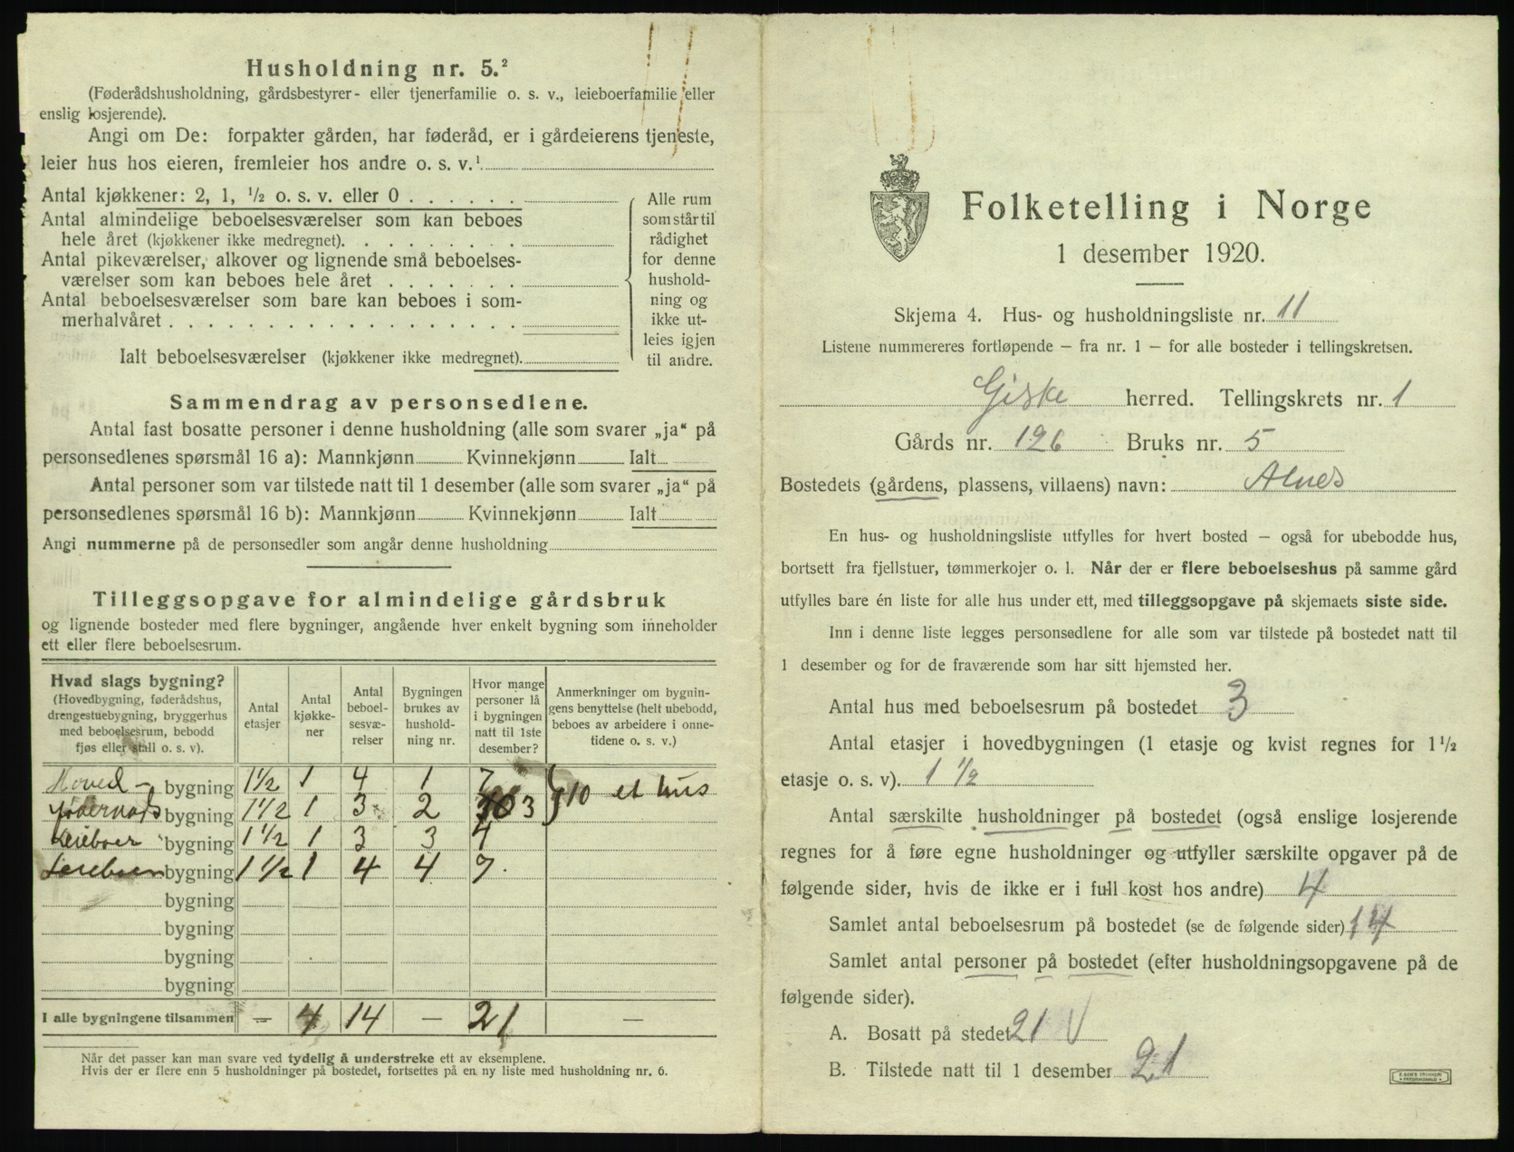 Husholdning nr. 5.²
(Føderådshusholdning, gårdsbestyrer- eller tjenerfamilie o. s. v., leieboerfamilie eller
enslig losjerende).
Angi om De: forpakter gården, har føderåd, er i gårdeierens tjeneste,
leier hus hos eieren, fremleier hos andre o. s. v.¹
Antal kjøkkener: 2, 1, ½ o. s. v. eller 0
Antal almindelige beboelsesværelser som kan beboes
hele året (kjøkkener ikke medregnet).
Antal pikeværelser, alkover og lignende små beboelses-
værelser som kan beboes hele året
Antal beboelsesværelser som bare kan beboes i som-
merhalvåret
Ialt beboelsesværelser (kjøkkener ikke medregnet).
Alle rum
som står til
rådighet
for denne
hushold-
ning og
ikke ut-
leies igjen
til andre.
Sammendrag av personsedlene.
Antal fast bosatte personer i denne husholdning (alle som svarer „ja“ på
personsedlenes spørsmål 16 a): Mannkjønn Kvinnekjønn Ialt
Antal personer som var tilstede natt til 1 desember (alle som svarer „ja“ på
personsedlenes spørsmål 16 b): Mannkjønn Kvinnekjønn Ialt
Angi nummerne på de personsedler som angår denne husholdning
Tilleggsopgave for almindelige gårdsbruk
og lignende bosteder med flere bygninger, angående hver enkelt bygning som inneholder
ett eller flere beboelsesrum.
Hvad slags bygning?
(Hovedbygning, føderådshus,
drengestuebygning, bryggerhus
med beboelsesrum, bebodd
fjøs eller stall o. s. v).
Antal
etasjer
Antal
kjøkke-
ner
Antal
beboel-
sesvæ-
relser
Bygningen
brukes av
hushold-
ning nr.
Hvor mange
personer lå
i bygningen
natt til 1ste
desember?
Anmerkninger om bygnin-
gens benyttelse (helt ubebodd,
beboes av arbeidere i onne-
tidene o. s. v.)
Hoved- bygning 1½ 1 4 1 7 } 10 et hus
bygning 1½ 1 3 2 3
Leieboer bygning 1½ 1 3 3 4
Leieboer bygning 1½ 1 4 4 7
bygning
bygning
bygning
bygning
I alle bygningene tilsammen — 4 14 — 21 —
Når det passer kan man svare ved tydelig å understreke ett av eksemplene.
Hvis der er flere enn 5 husholdninger på bostedet, fortsettes på en ny liste med husholdning nr. 6.
Folketelling i Norge
1 desember 1920.
Skjema 4. Hus- og husholdningsliste nr. 11
Listene nummereres fortløpende – fra nr. 1 – for alle bosteder i tellingskretsen.
Giske herred. Tellingskrets nr. 1
Gårds nr. 126 Bruks nr. 5
Bostedets (gårdens, plassens, villaens) navn: Alnes
En hus- og husholdningsliste utfylles for hvert bosted – også for ubebodde hus,
bortsett fra fjellstuer, tømmerkojer o. l. Når der er flere beboelseshus på samme gård
utfylles bare én liste for alle hus under ett, med tilleggsopgave på skjemaets siste side.
Inn i denne liste legges personsedlene for alle som var tilstede på bostedet natt til
1 desember og for de fraværende som har sitt hjemsted her.
Antal hus med beboelsesrum på bostedet 3
Antal etasjer i hovedbygningen (1 etasje og kvist regnes for 1½
etasje o. s. v). 1½
Antal særskilte husholdninger på bostedet (også enslige losjerende
regnes for å føre egne husholdninger og utfyller særskilte opgaver på de
følgende sider, hvis de ikke er i full kost hos andre) 4
Samlet antal beboelsesrum på bostedet (se de følgende sider) 14
Samlet antal personer på bostedet (efter husholdningsopgavene på de
følgende sider).
A. Bosatt på stedet 21 V
B. Tilstede natt til 1 desember 21